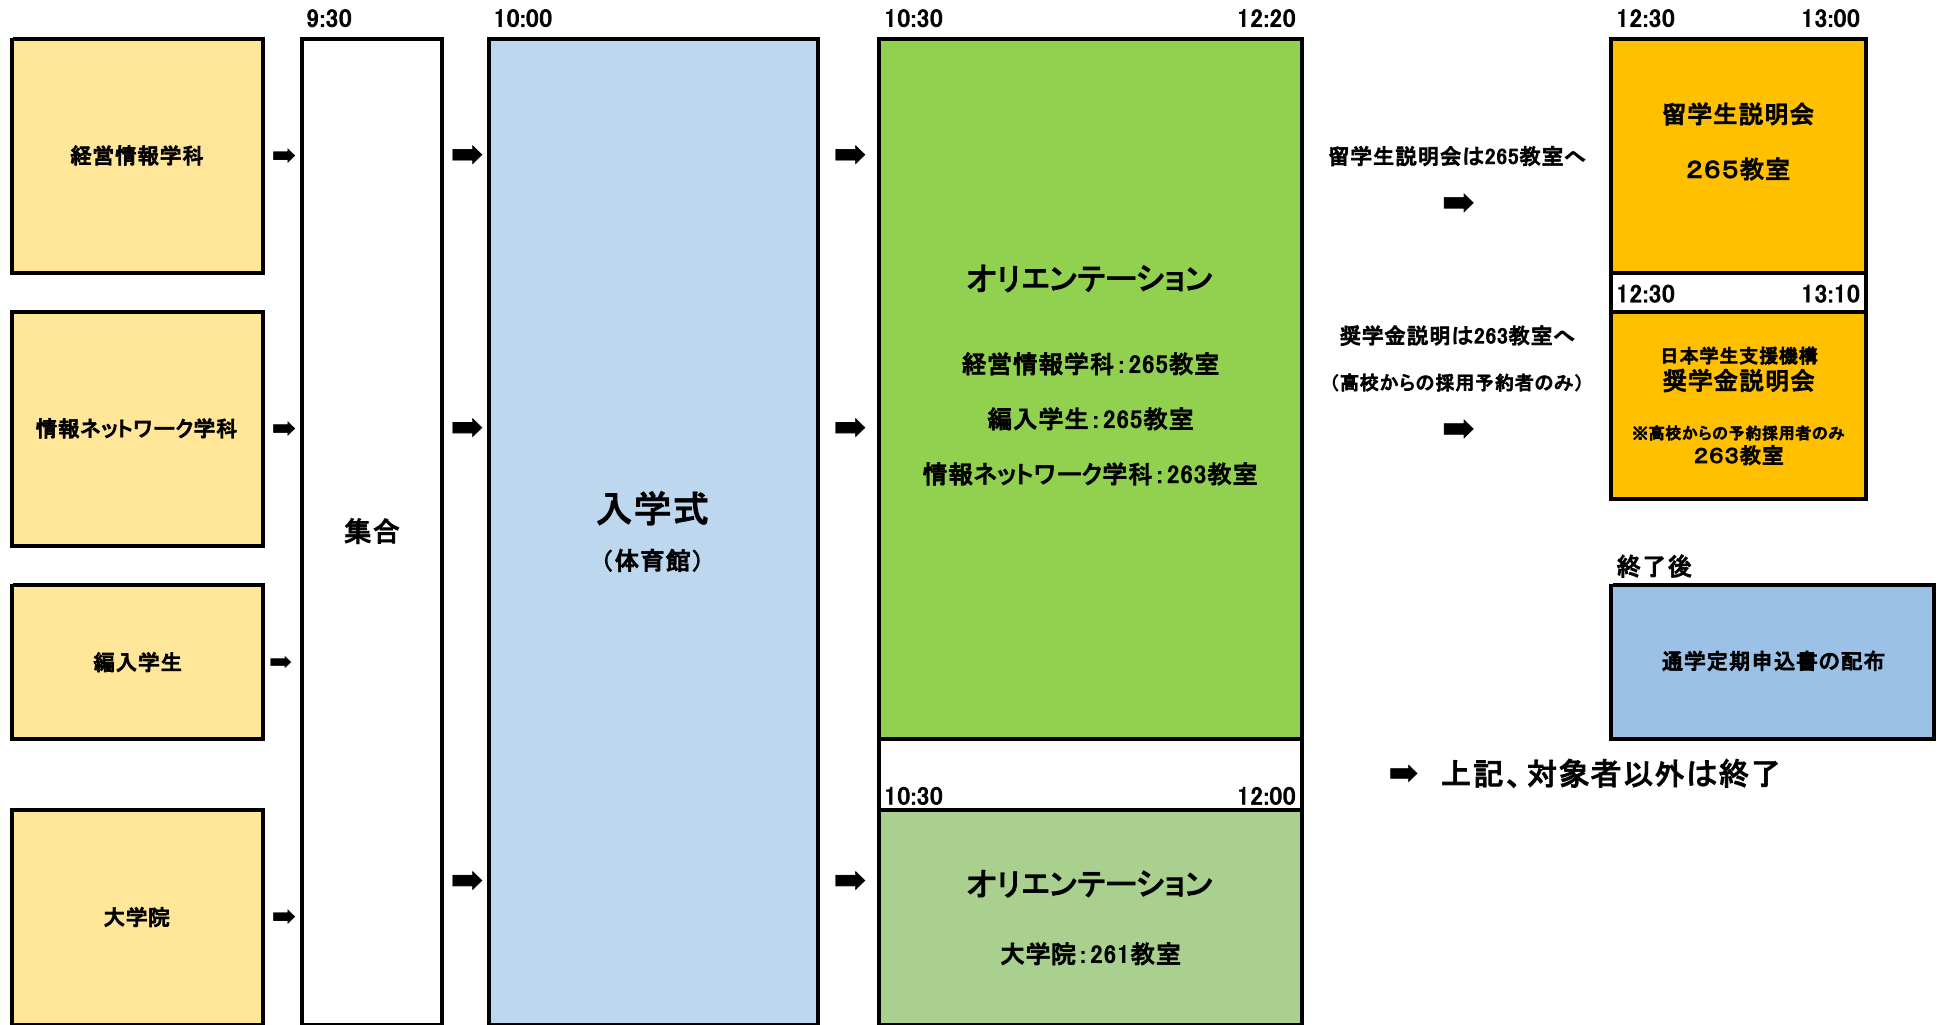 9:30
10:00
10:30 12:20
12:30 13:00
経営情報学科
情報ネットワーク学科
編入学生
大学院
集合
入学式
（体育館）
オリエンテーション
経営情報学科：265教室
編入学生：265教室
情報ネットワーク学科：263教室
10:30 12:00
オリエンテーション
大学院：261教室
留学生説明会は265教室へ
奨学金説明は263教室へ
（高校からの採用予約者のみ）
留学生説明会
２６５教室
12:30 13:10
日本学生支援機構
奨学金説明会
※高校からの予約採用者のみ
２６３教室
終了後
通学定期申込書の配布
上記、対象者以外は終了